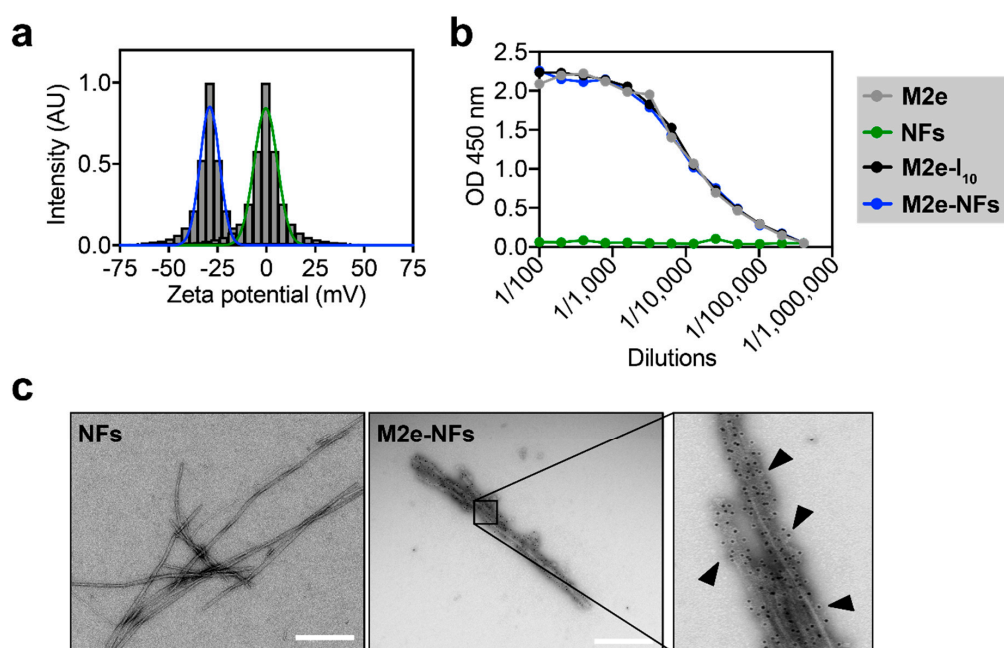 a
1.0
0.5
0.0
Intensity (AU)
-75 -50 -25 0 25 50 75
Zeta potential (mV)
b
2.5
2.0
1.5
1.0
0.5
0.0
OD 450 nm
1/100
1/1,000
1/10,000
1/100,000
1/1,000,000
Dilutions
M2e
NFs
M2e-I₁₀
M2e-NFs
c
NFs
M2e-NFs